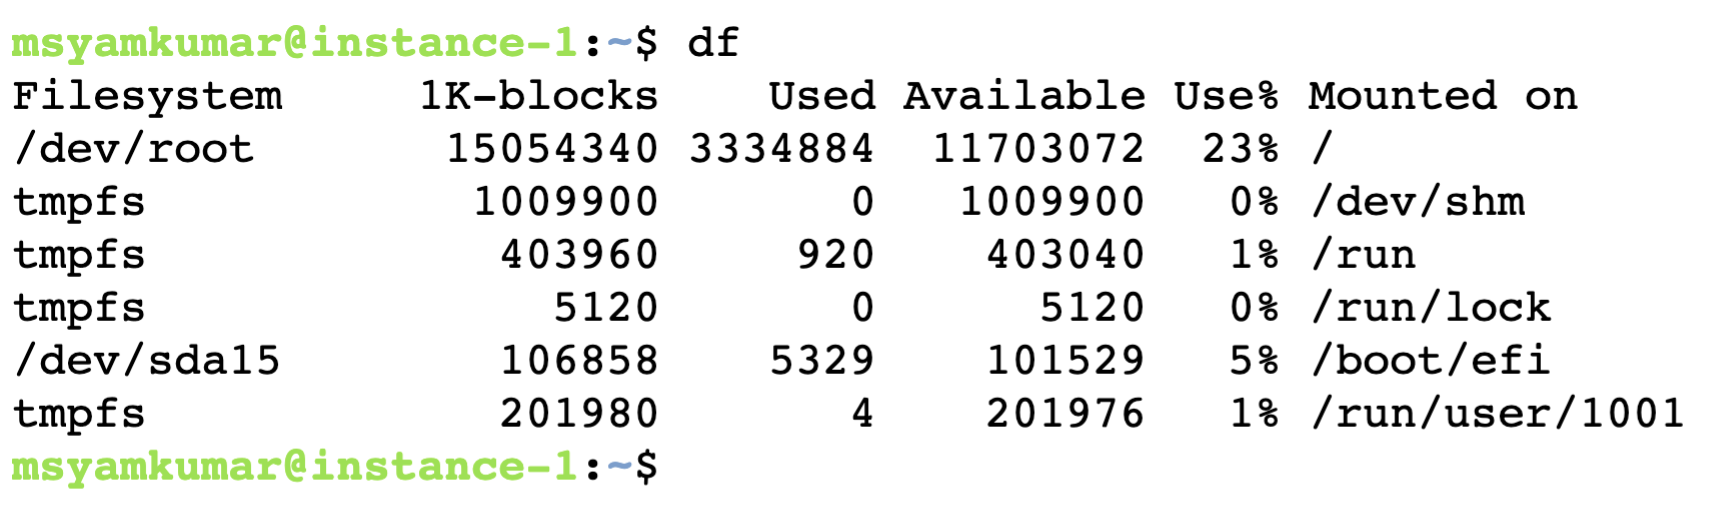 msyamkumar@instance-1:~$ df
Filesystem     1K-blocks    Used Available Use% Mounted on
/dev/root       15054340 3334884  11703072  23% /
tmpfs            1009900       0   1009900   0% /dev/shm
tmpfs             403960     920    403040   1% /run
tmpfs               5120       0      5120   0% /run/lock
/dev/sda15        106858    5329    101529   5% /boot/efi
tmpfs             201980       4    201976   1% /run/user/1001
msyamkumar@instance-1:~$